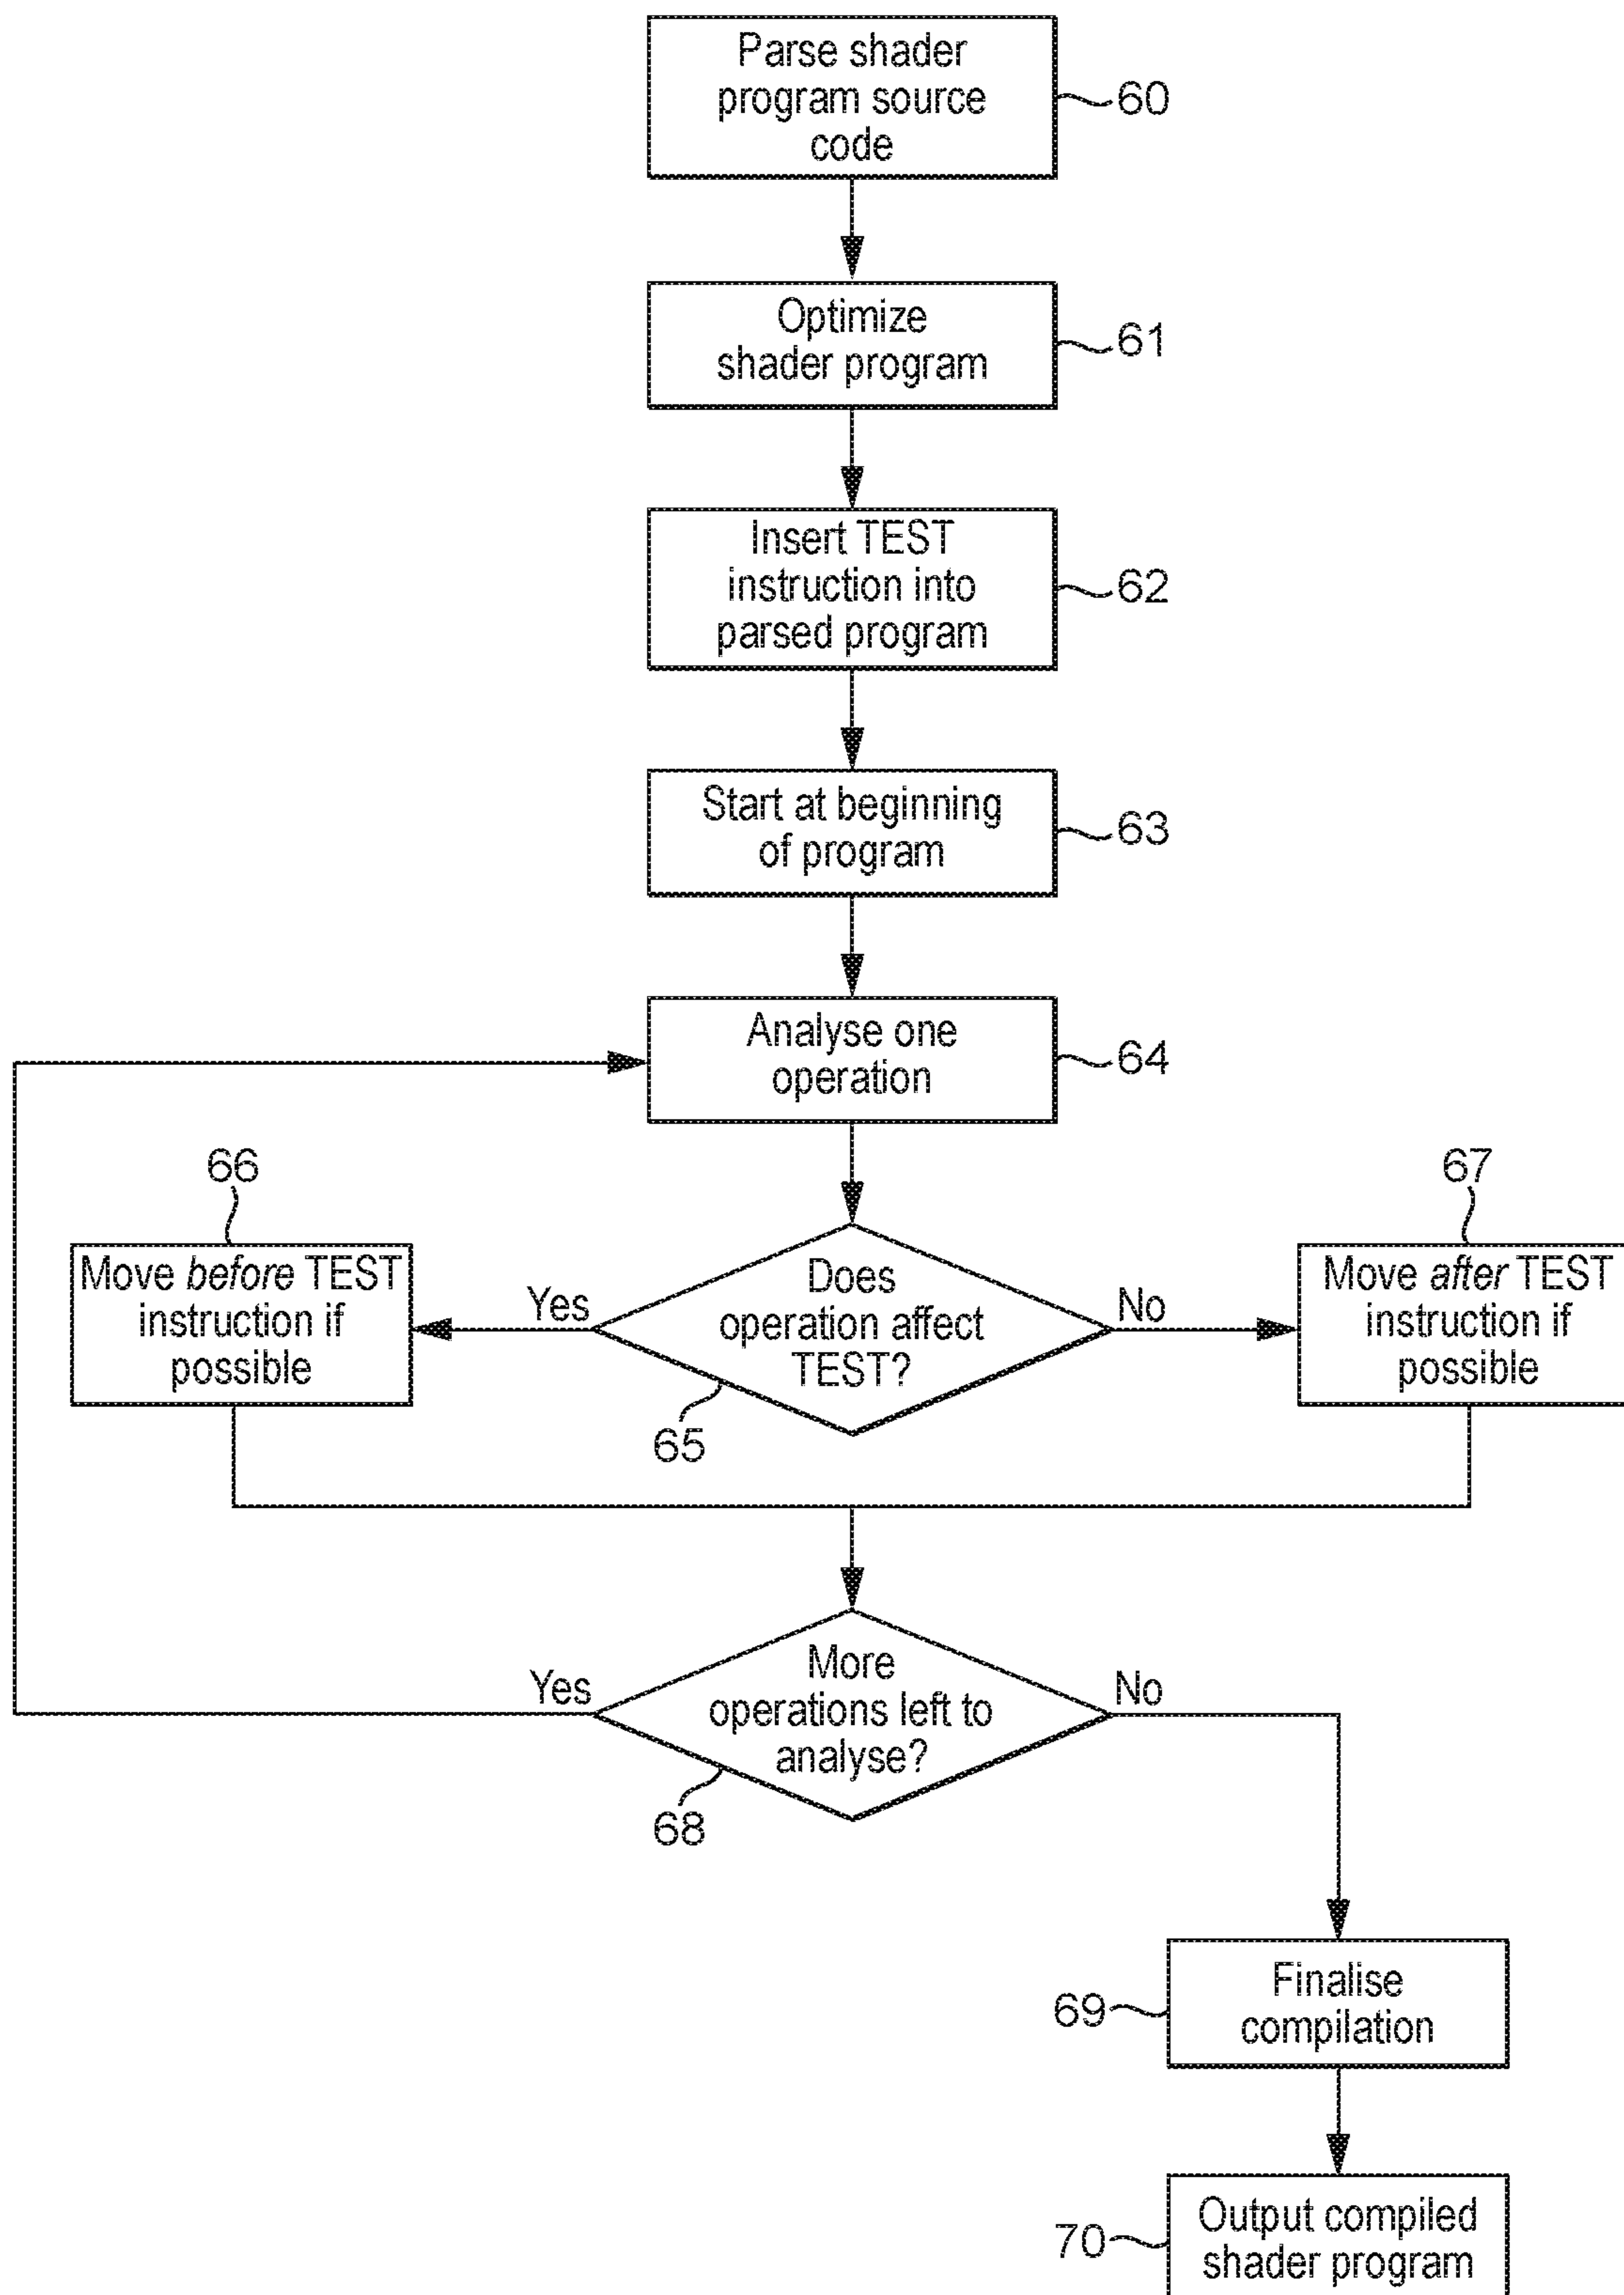 Parse shader
program source
code
60
Optimize
shader program
61
Insert TEST
instruction into
parsed program
62
Start at beginning
of program
63
Analyse one
operation
64
66
67
Move before TEST
instruction if
possible
Yes
Does
operation affect
TEST?
No
Move after TEST
instruction if
possible
65
Yes
More
operations left to
analyse?
No
68
Finalise
compilation
69
Output compiled
shader program
70